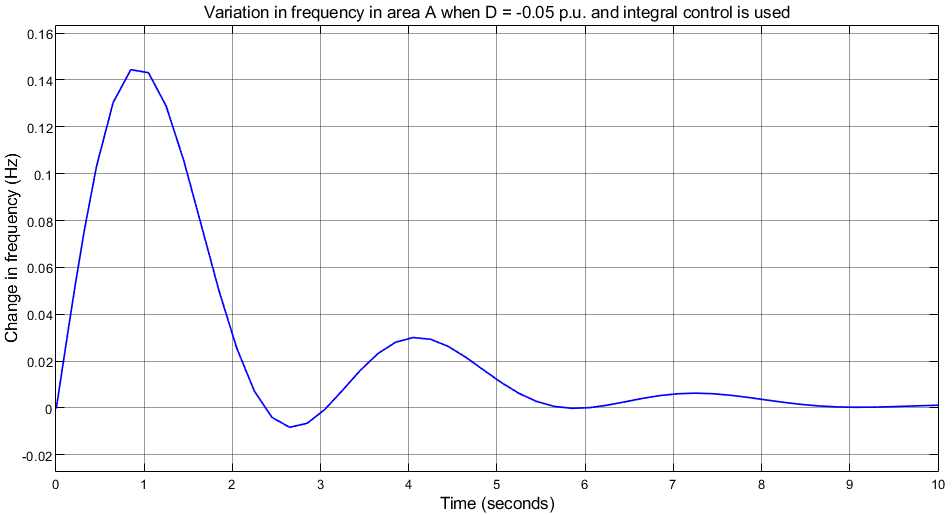 Variation in frequency in area A when D = -0.05 p.u. and integral control is used
Change in frequency (Hz)
0.16
0.14
0.12
0.1
0.08
0.06
0.04
0.02
0
-0.02
0 1 2 3 4 5 6 7 8 9 10
Time (seconds)